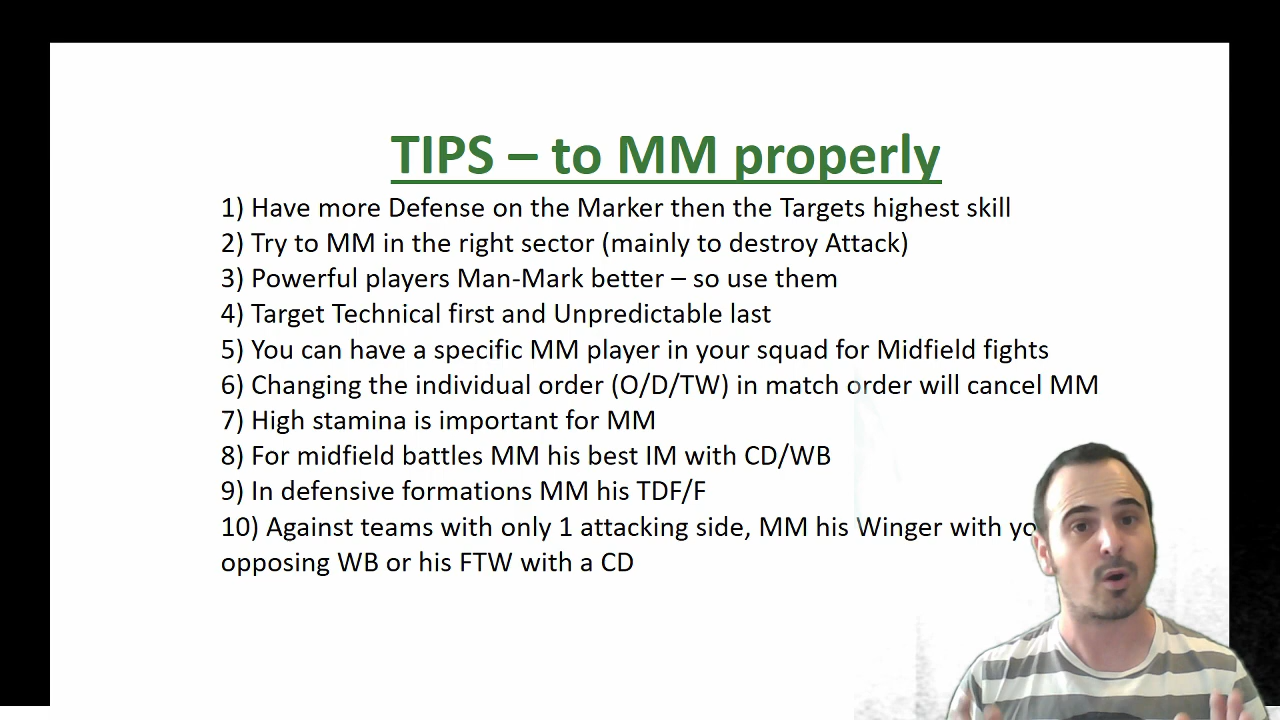 TIPS – to MM properly
1) Have more Defense on the Marker then the Targets highest skill
2) Try to MM in the right sector (mainly to destroy Attack)
3) Powerful players Man-Mark better – so use them
4) Target Technical first and Unpredictable last
5) You can have a specific MM player in your squad for Midfield fights
6) Changing the individual order (O/D/TW) in match order will cancel MM
7) High stamina is important for MM
8) For midfield battles MM his best IM with CD/WB
9) In defensive formations MM his TDF/F
10) Against teams with only 1 attacking side, MM his Winger with
opposing WB or his FTW with a CD